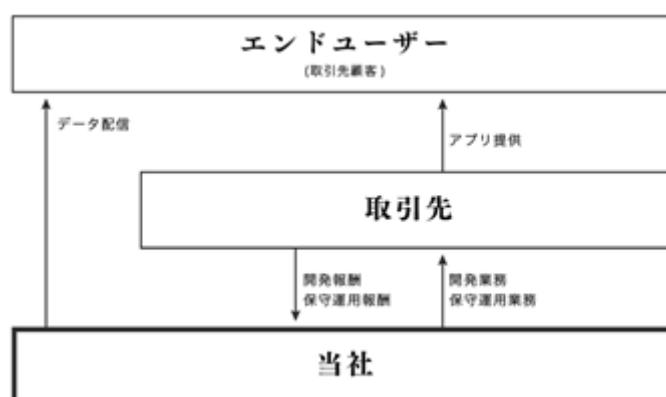 エンドユーザー
(取引先顧客)
データ配信
アプリ提供
取引先
開発報酬
保守運用報酬
開発業務
保守運用業務
当社